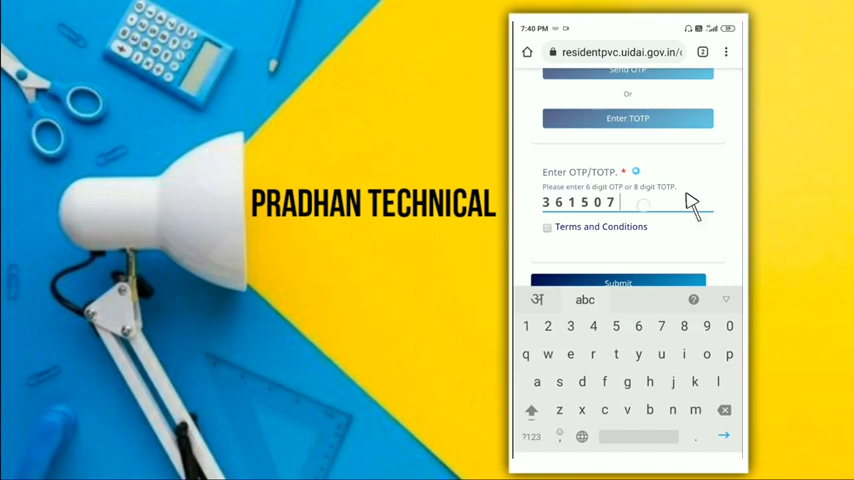 PRADHAN TECHNICAL
7:40 PM
residentpvc.uidai.gov.in/
2
Send OTP
Or
Enter TOTP
Enter OTP/TOTP. *
Please enter 6 digit OTP or 8 digit TOTP.
361507
Terms and Conditions
Submit
अ abc ?
1 2 3 4 5 6 7 8 9 0
q w e r t y u i o p
a s d f g h j k l
z x c v b n m
?123 , .